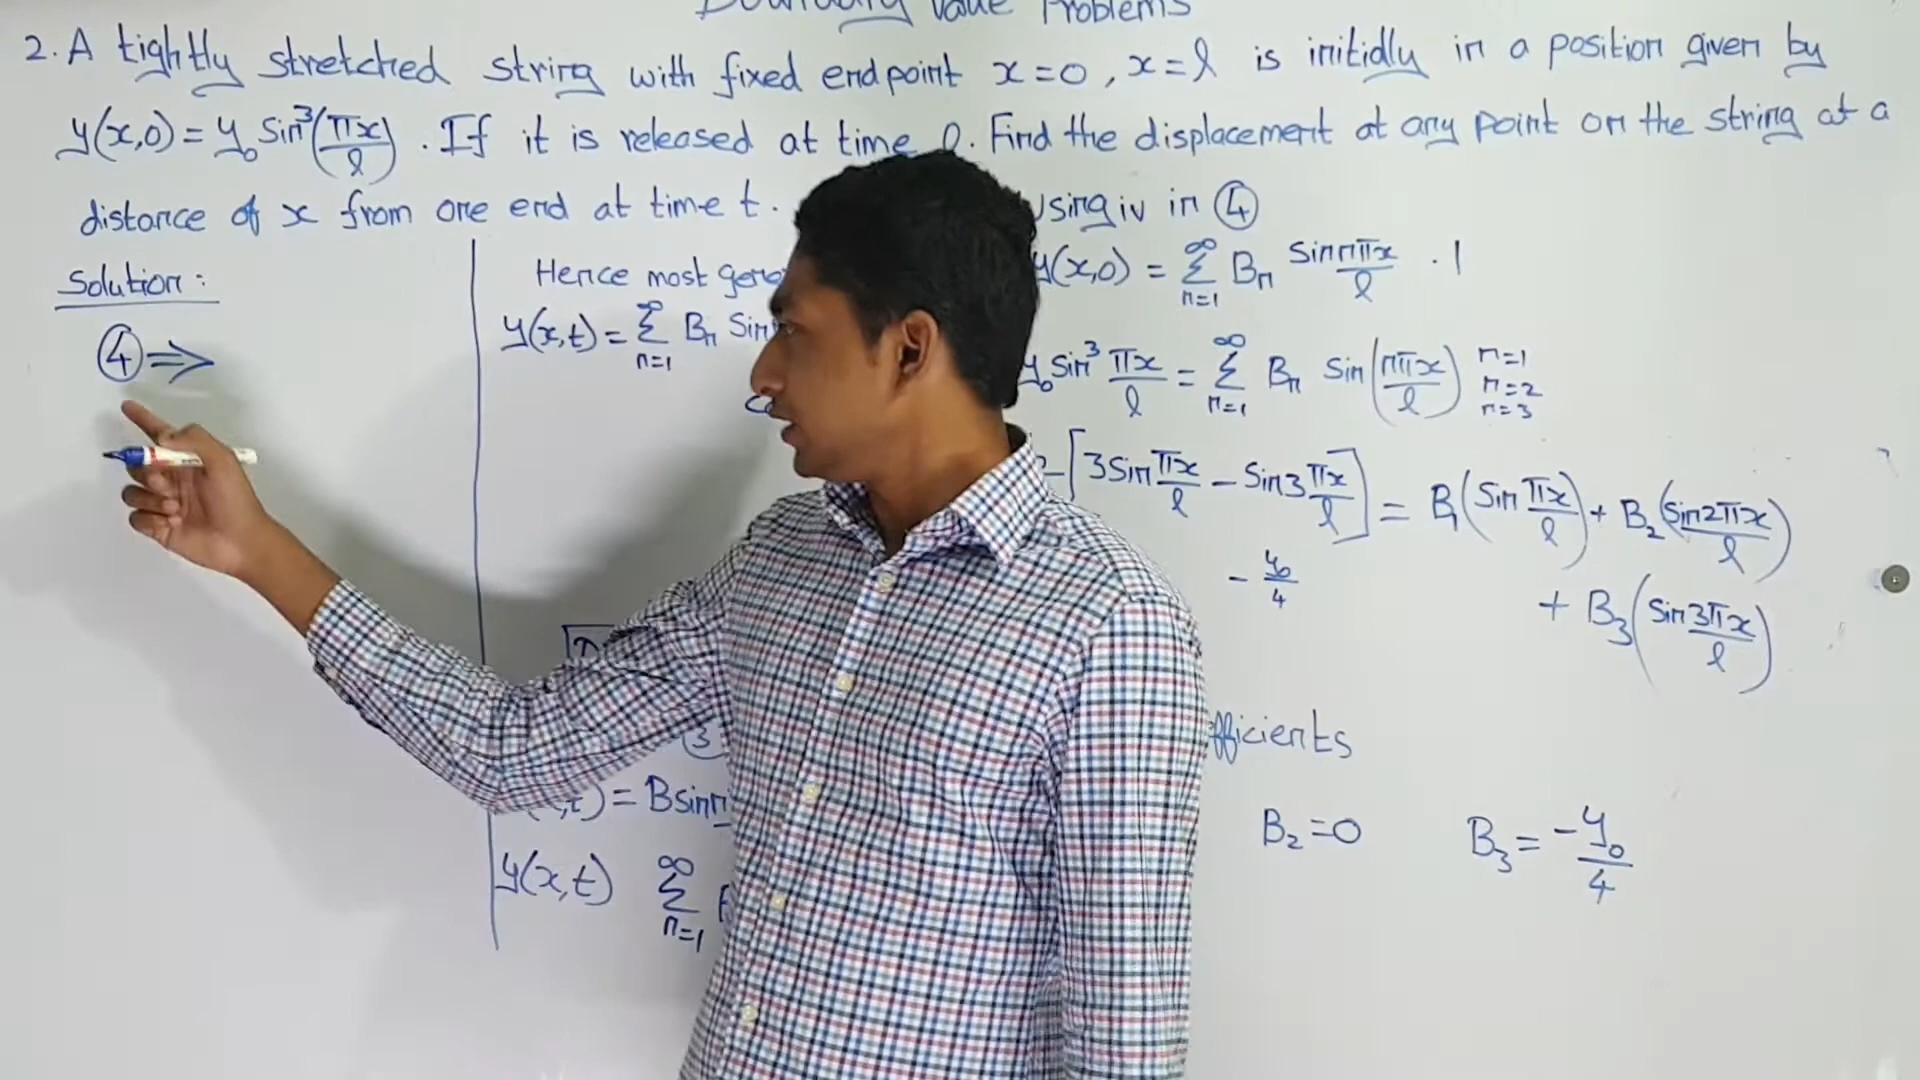 Boundary Value Problems
2. A tightly stretched string with fixed endpoint x=0, x=l is initially in a position given by
y(x,0) = y₀ Sin³(πx/l). If it is released at time 0. Find the displacement at any point on the string at a
distance of x from one end at time t.
Solution:
④ ⇒
Hence most
y(x,t) = ∑_{n=1}^{∞} Bₙ Sin
③
,t) = B sin
y(x,t) ∑_{n=1}^{∞}
using iv in ④
y(x,0) = ∑_{n=1}^{∞} Bₙ Sin nπx/l · 1
y₀ Sin³ πx/l = ∑_{n=1}^{∞} Bₙ Sin(nπx/l) n=1
n=2
n=3
[3 Sin πx/l – Sin 3πx/l] = B₁(Sin πx/l) + B₂(Sin 2πx/l)
– y₀/4
+ B₃(Sin 3πx/l)
efficients
B₂ = 0 B₃ = –y₀/4